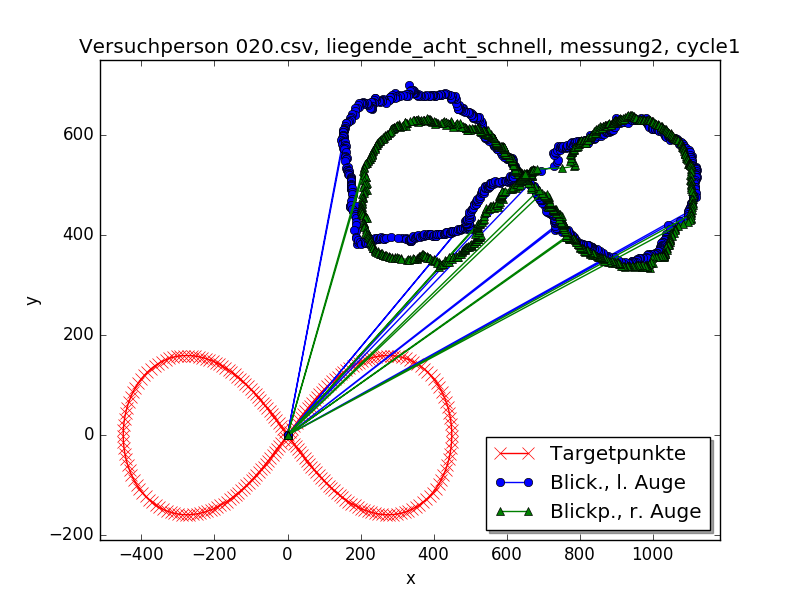 Versuchperson 020.csv, liegende_acht_schnell, messung2, cycle1
y
600
400
200
0
−200
−400
−200
0
200
400
600
800
1000
x
Targetpunkte
Blick., l. Auge
Blickp., r. Auge